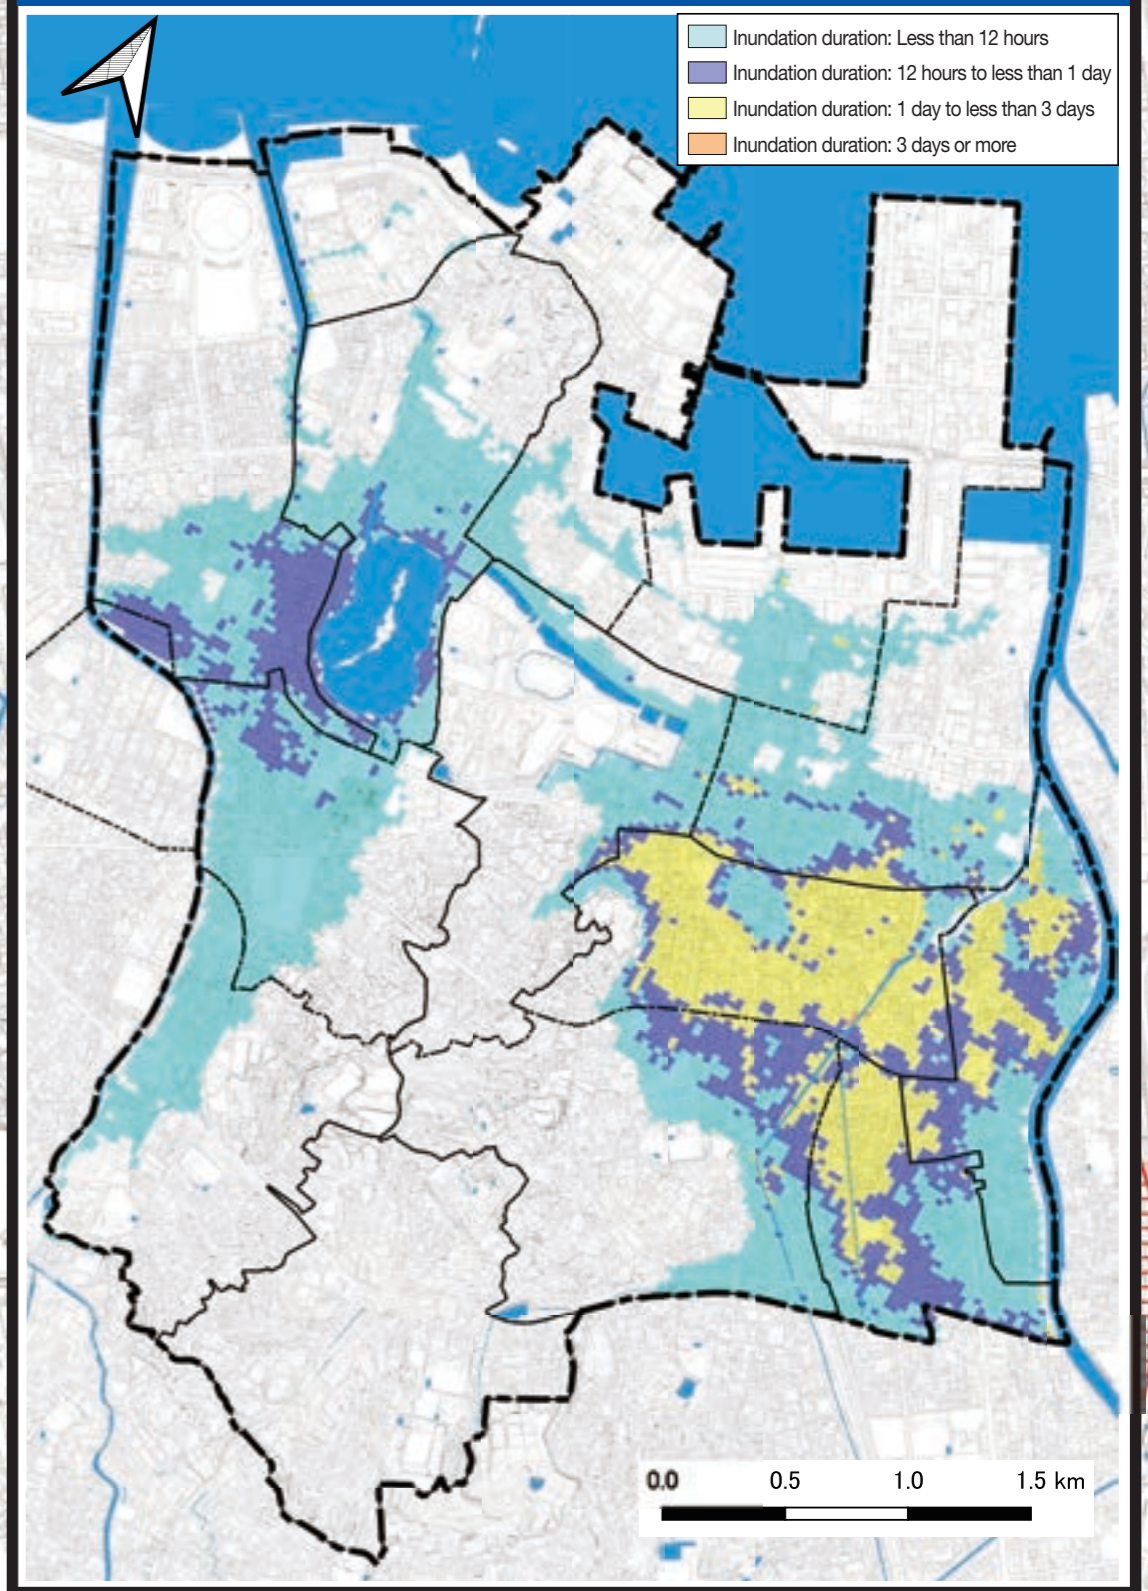 Inundation duration: Less than 12 hours
Inundation duration: 12 hours to less than 1 day
Inundation duration: 1 day to less than 3 days
Inundation duration: 3 days or more
0.0 0.5 1.0 1.5 km